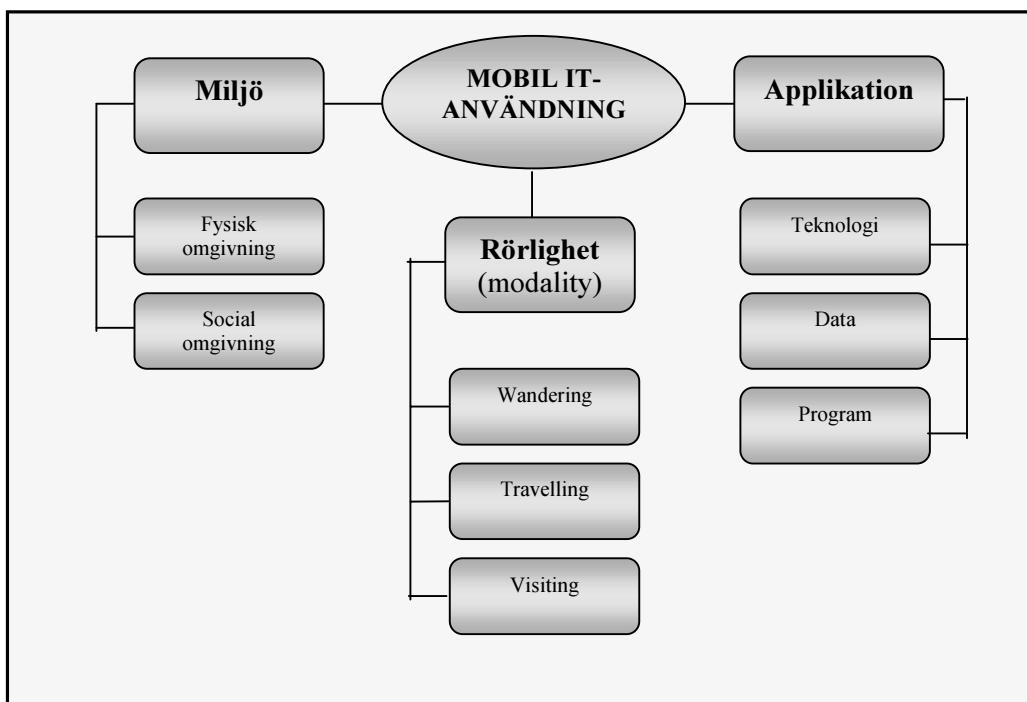 MOBIL IT-
ANVÄNDNING
Miljö
Fysisk
omgivning
Social
omgivning
Rörlighet
(modality)
Wandering
Travelling
Visiting
Applikation
Teknologi
Data
Program